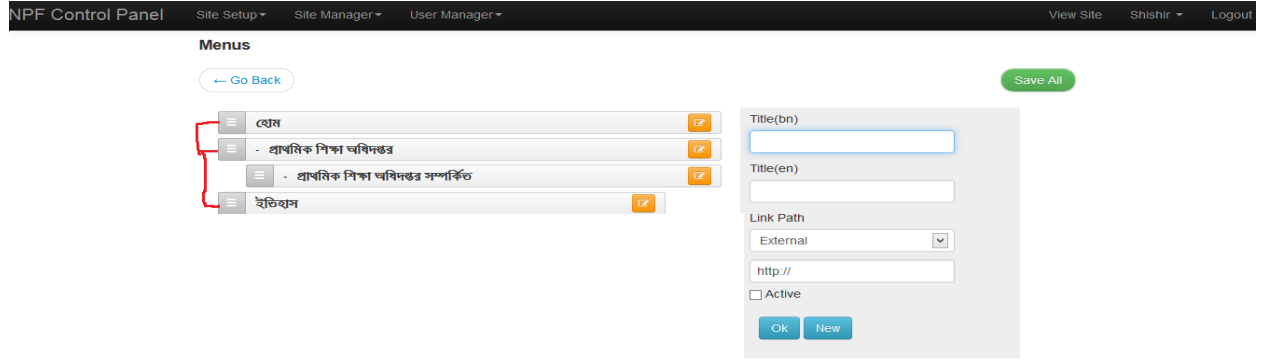 NPF Control Panel Site Setup Site Manager User Manager View Site Shishir Logout
Menus
← Go Back Save All
হোম
- প্রাথমিক শিক্ষা অধিদপ্তর
- প্রাথমিক শিক্ষা অধিদপ্তর সম্পর্কিত
ইতিহাস
Title(bn)
Title(en)
Link Path
External
http://
Active
Ok New